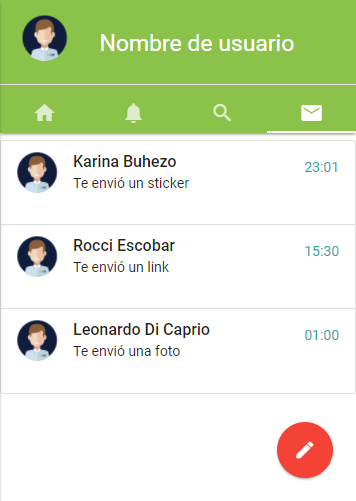 Nombre de usuario
Karina Buhezo
23:01
Te envió un sticker
Rocci Escobar
15:30
Te envió un link
Leonardo Di Caprio
01:00
Te envió una foto